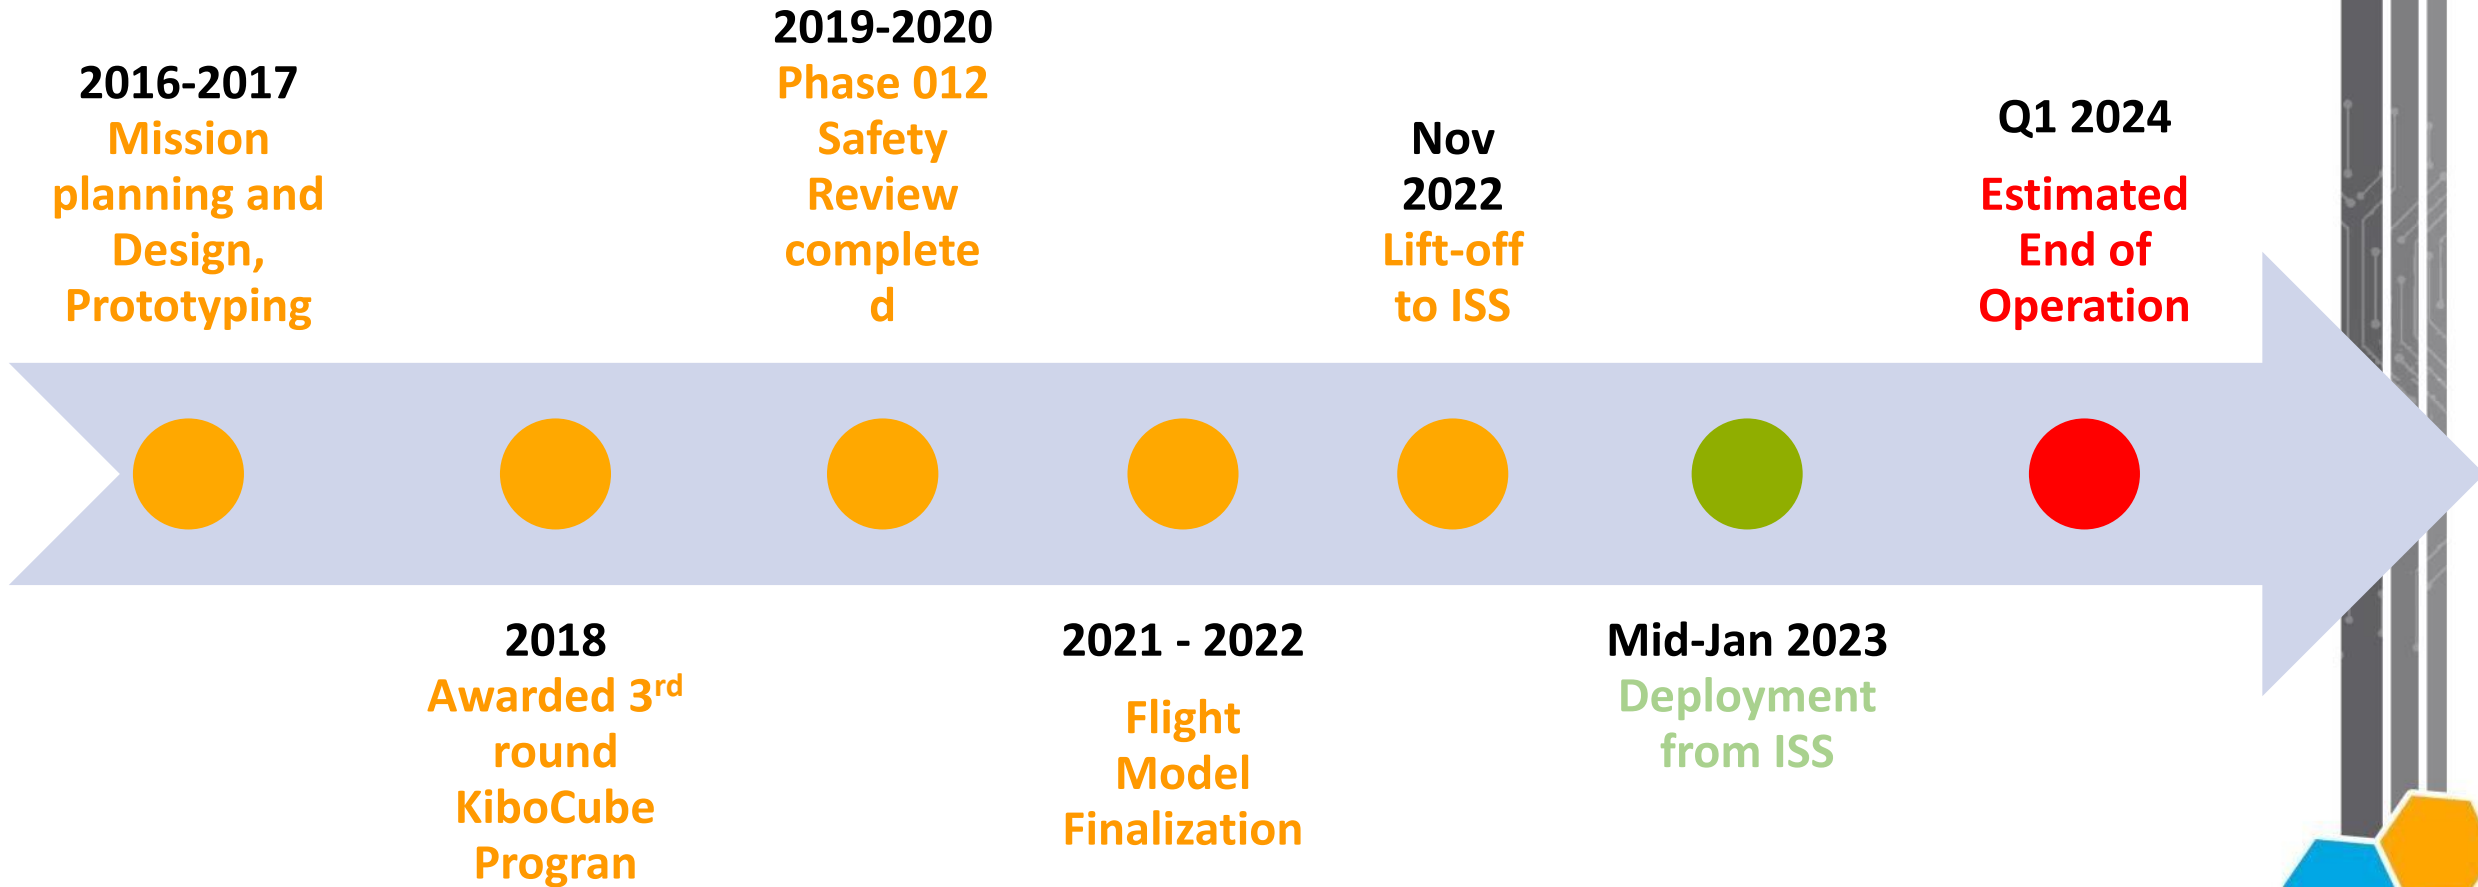 2016-2017
Mission
planning and
Design,
Prototyping
2018
Awarded 3rd
round
KiboCube
Progran
2019-2020
Phase 012
Safety
Review
complete
d
2021 - 2022
Flight
Model
Finalization
Nov
2022
Lift-off
to ISS
Mid-Jan 2023
Deployment
from ISS
Q1 2024
Estimated
End of
Operation